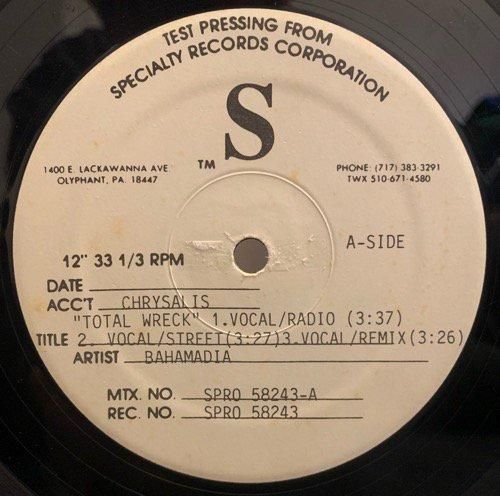 TEST PRESSING FROM
SPECIALTY RECORDS CORPORATION
S
TM
1400 E. LACKAWANNA AVE.
OLYPHANT, PA. 18447
PHONE: (717) 383-3291
TWX 510-671-4580
A-SIDE
12" 33 1/3 RPM
DATE
ACC'T CHRYSALIS
"TOTAL WRECK" 1.VOCAL/RADIO (3:37)
TITLE 2. VOCAL/STREET(3:27)3.VOCAL/REMIX(3:26)
ARTIST BAHAMADIA
MTX. NO. SPRO 58243-A
REC. NO. SPRO 58243